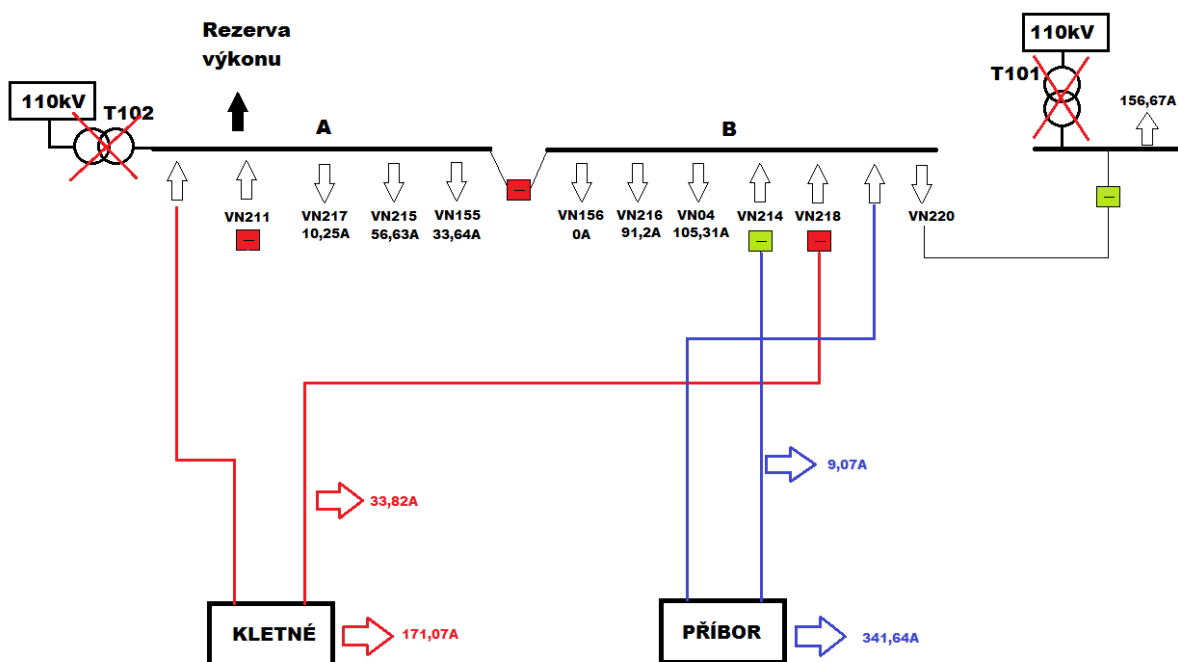 Rezerva
výkonu
110kV
T102
A
B
110kV
T101
156,67A
VN211
VN217
10,25A
VN215
56,63A
VN155
33,64A
VN156
0A
VN216
91,2A
VN04
105,31A
VN214
VN218
VN220
9,07A
33,82A
KLETNÉ
171,07A
PŘÍBOR
341,64A